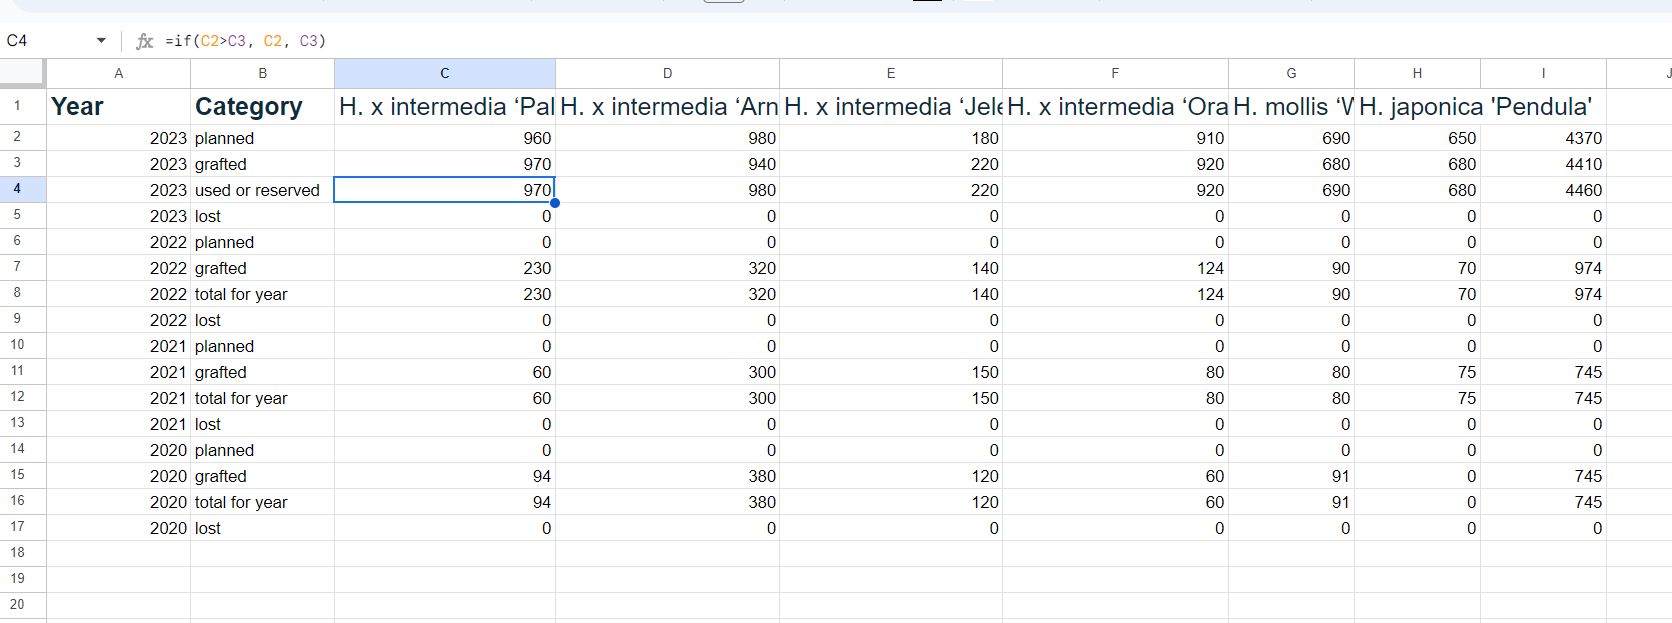 C4 fx =if(C2>C3, C2, C3)
A B C D E F G H I
1 Year Category H. x intermedia ‘Pal H. x intermedia ‘Arn H. x intermedia ‘Jele H. x intermedia ‘Ora H. mollis ‘W H. japonica 'Pendula'
2 2023 planned 960 980 180 910 690 650 4370
3 2023 grafted 970 940 220 920 680 680 4410
4 2023 used or reserved 970 980 220 920 690 680 4460
5 2023 lost 0 0 0 0 0 0 0
6 2022 planned 0 0 0 0 0 0 0
7 2022 grafted 230 320 140 124 90 70 974
8 2022 total for year 230 320 140 124 90 70 974
9 2022 lost 0 0 0 0 0 0 0
10 2021 planned 0 0 0 0 0 0 0
11 2021 grafted 60 300 150 80 80 75 745
12 2021 total for year 60 300 150 80 80 75 745
13 2021 lost 0 0 0 0 0 0 0
14 2020 planned 0 0 0 0 0 0 0
15 2020 grafted 94 380 120 60 91 0 745
16 2020 total for year 94 380 120 60 91 0 745
17 2020 lost 0 0 0 0 0 0 0
18
19
20